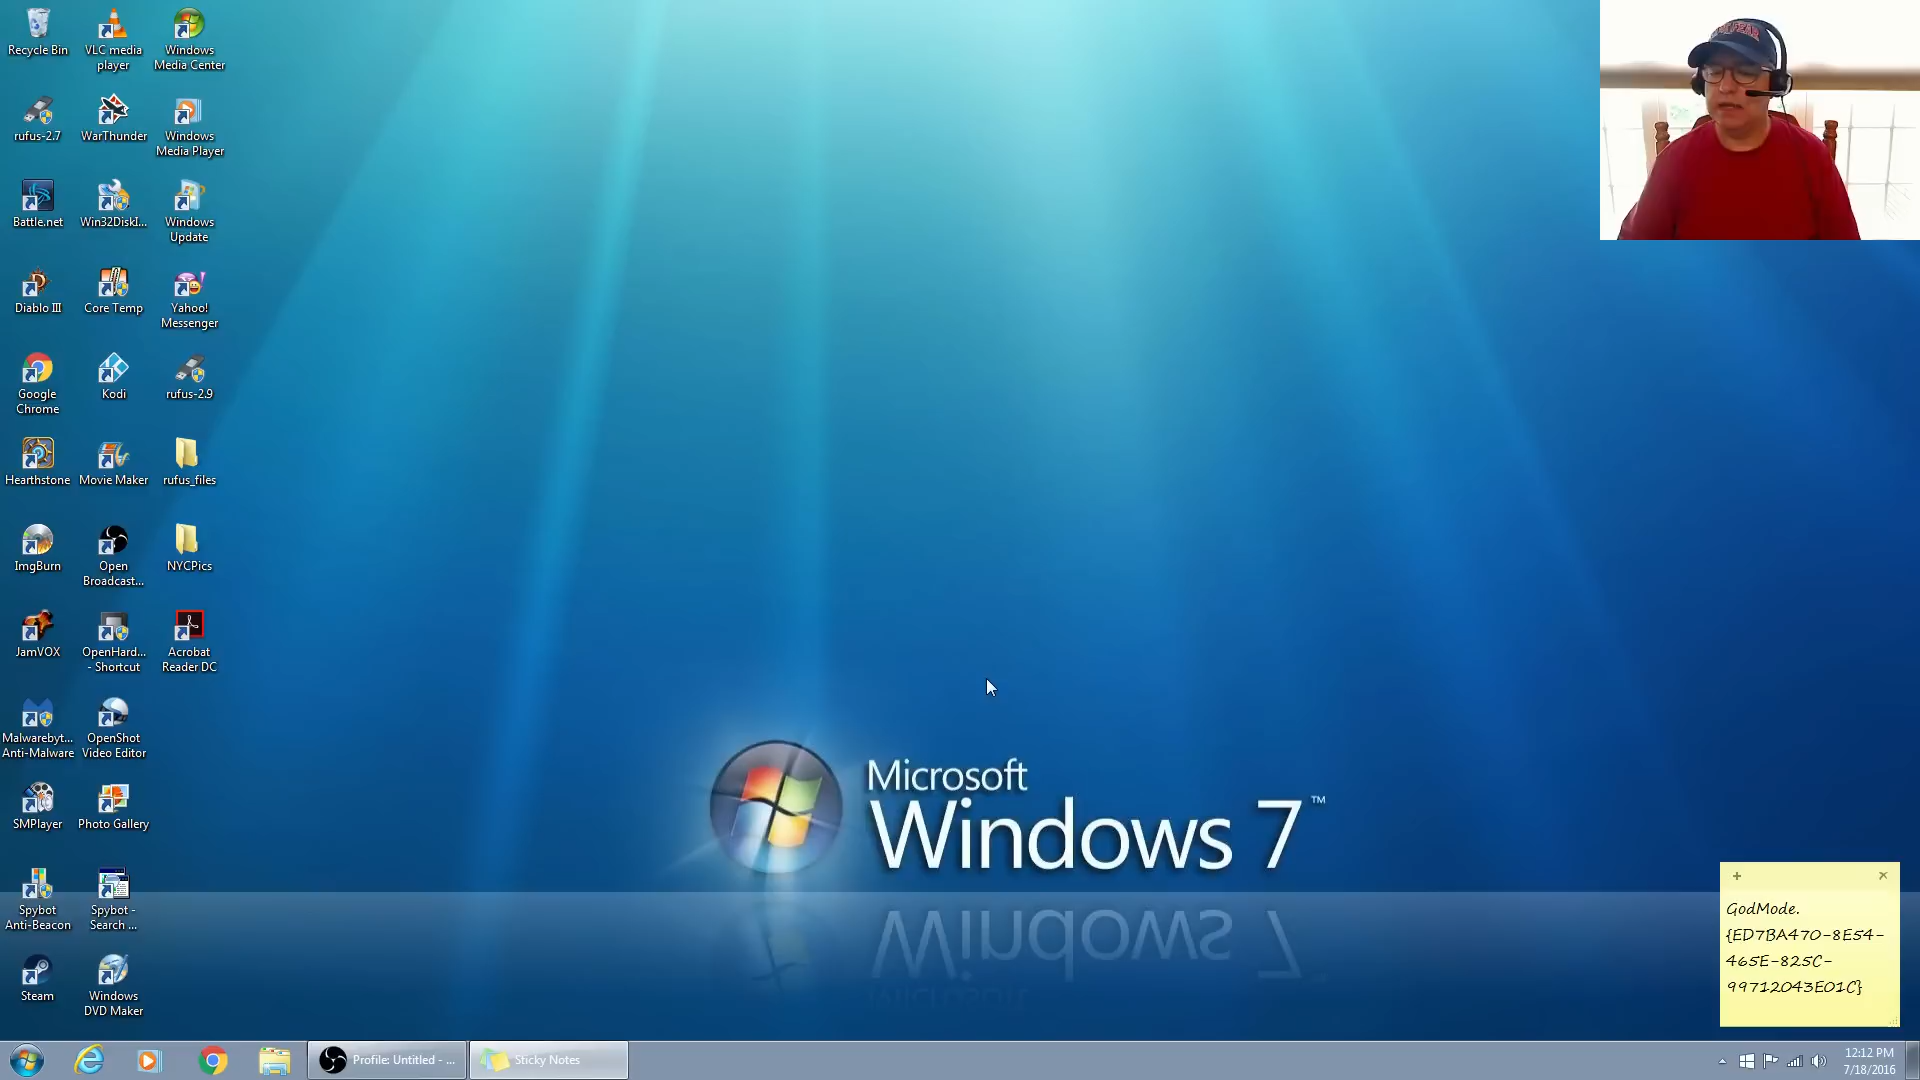 Recycle Bin
VLC media
player
Windows
Media Center
rufus-2.7
WarThunder
Windows
Media Player
Battle.net
Win32DiskI...
Windows
Update
Diablo III
Core Temp
Yahoo!
Messenger
Google
Chrome
Kodi
rufus-2.9
Hearthstone
Movie Maker
rufus_files
ImgBurn
Open
Broadcast...
NYCPics
JamVOX
OpenHard...
- Shortcut
Acrobat
Reader DC
Malwarebyt...
Anti-Malware
OpenShot
Video Editor
SMPlayer
Photo Gallery
Spybot
Anti-Beacon
Spybot -
Search ...
Steam
Windows
DVD Maker
Microsoft
Windows 7™
GodMode.
{ED7BA470-8E54-
465E-825C-
99712043E01C}
Profile: Untitled - ...
Sticky Notes
12:12 PM
7/18/2016